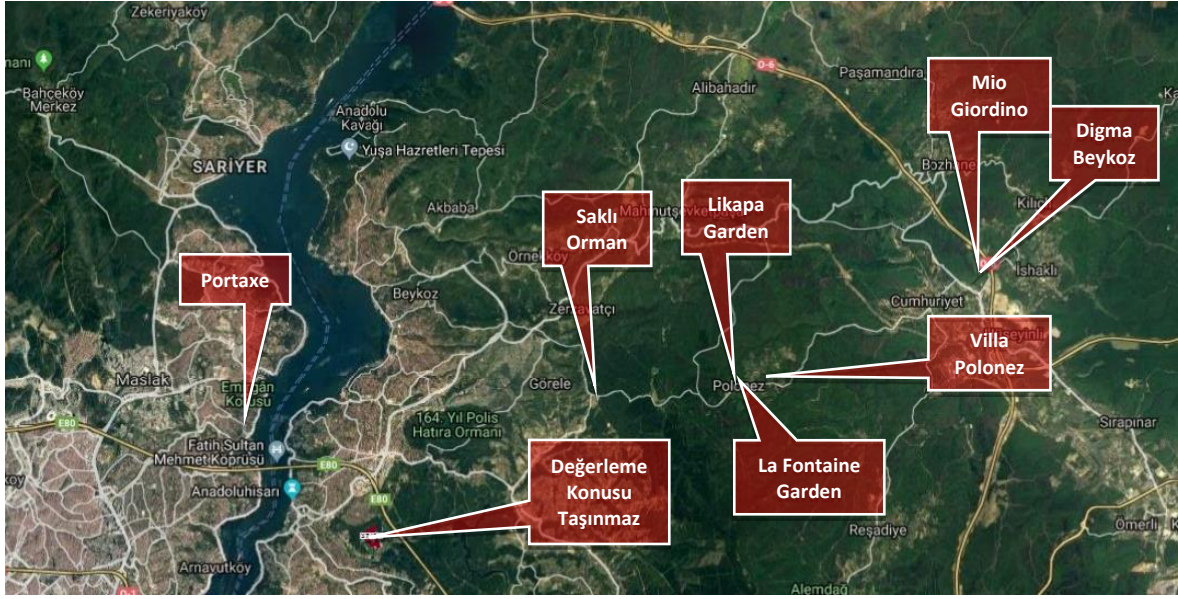 Zekeriyaköy
O-6
Bahçeköy
Merkez
Paşamandıra
Alibahadır
Mio
Giordino
Digma
Beykoz
Anadolu
Kavağı
Yuşa Hazretleri Tepesi
SARIYER
Bozhane
Kılıçlı
Akbaba
Saklı
Orman
Likapa
Garden
Mahmutşevketpaşa
Örnekköy
İshaklı
Portaxe
Beykoz
Zerzavatçı
Cumhuriyet
Hüseyinli
Villa
Polonez
Maslak
Emirgan
Korusu
Görele
Polonez
164. Yıl Polis
Hatıra Ormanı
Sırapınar
E80
Fatih Sultan
Mehmet Köprüsü
E80
Anadoluhisarı
E80
Değerleme
Konusu
Taşınmaz
La Fontaine
Garden
Reşadiye
Ömerli
Arnavutköy
Alemdağ
O-1